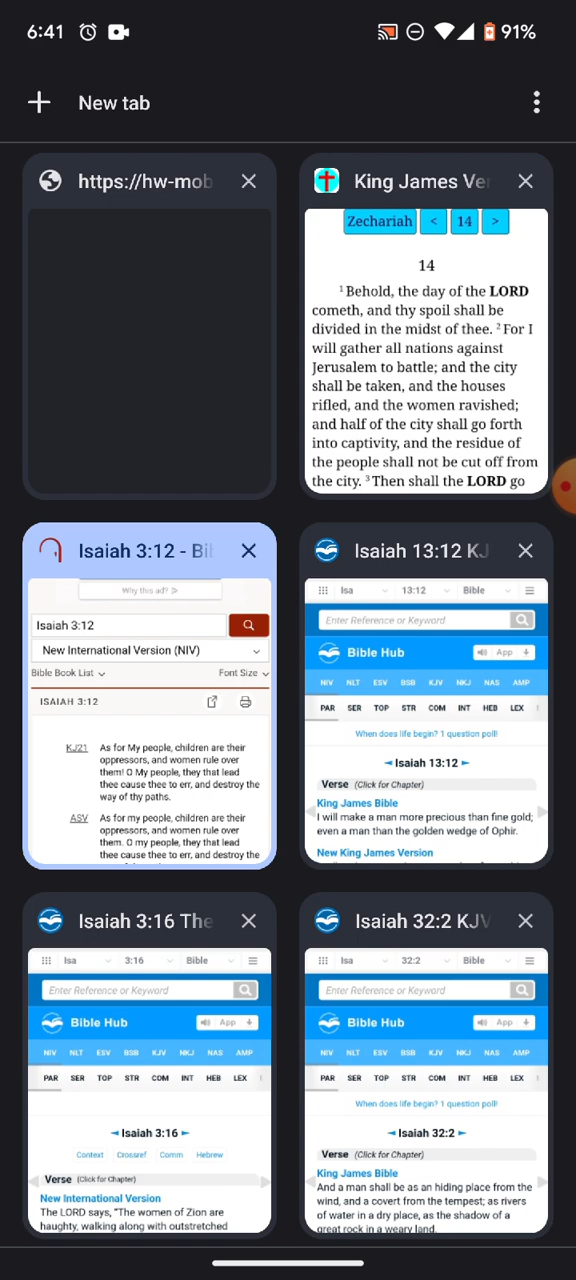 6:41
91%
New tab
https://hw-mob
King James Ve
Zechariah < 14 >
14
1 Behold, the day of the LORD
cometh, and thy spoil shall be
divided in the midst of thee. 2 For I
will gather all nations against
Jerusalem to battle; and the city
shall be taken, and the houses
rifled, and the women ravished;
and half of the city shall go forth
into captivity, and the residue of
the people shall not be cut off from
the city. 3 Then shall the LORD go
Isaiah 3:12 - Bi
Why this ad?
Isaiah 3:12
New International Version (NIV)
Bible Book List
Font Size
ISAIAH 3:12
KJ21
As for My people, children are their
oppressors, and women rule over
them! O My people, they that lead
thee cause thee to err, and destroy the
way of thy paths.
ASV
As for my people, children are their
oppressors, and women rule over
them. O my people, they that lead
thee cause thee to err, and destroy the
Isaiah 13:12 KJ
Isa 13:12 Bible
Enter Reference or Keyword
Bible Hub
App
NIV NLT ESV BSB KJV NKJ NAS AMP
PAR SER TOP STR COM INT HEB LEX
When does life begin? 1 question poll!
Isaiah 13:12
Verse (Click for Chapter)
King James Bible
I will make a man more precious than fine gold;
even a man than the golden wedge of Ophir.
New King James Version
Isaiah 3:16 The
Isa 3:16 Bible
Enter Reference or Keyword
Bible Hub
App
NIV NLT ESV BSB KJV NKJ NAS AMP
PAR SER TOP STR COM INT HEB LEX
Isaiah 3:16
Context Crossref Comm Hebrew
Verse (Click for Chapter)
New International Version
The LORD says, "The women of Zion are
haughty, walking along with outstretched
Isaiah 32:2 KJV
Isa 32:2 Bible
Enter Reference or Keyword
Bible Hub
App
NIV NLT ESV BSB KJV NKJ NAS AMP
PAR SER TOP STR COM INT HEB LEX
When does life begin? 1 question poll!
Isaiah 32:2
Verse (Click for Chapter)
King James Bible
And a man shall be as an hiding place from the
wind, and a covert from the tempest; as rivers
of water in a dry place, as the shadow of a
great rock in a weary land.